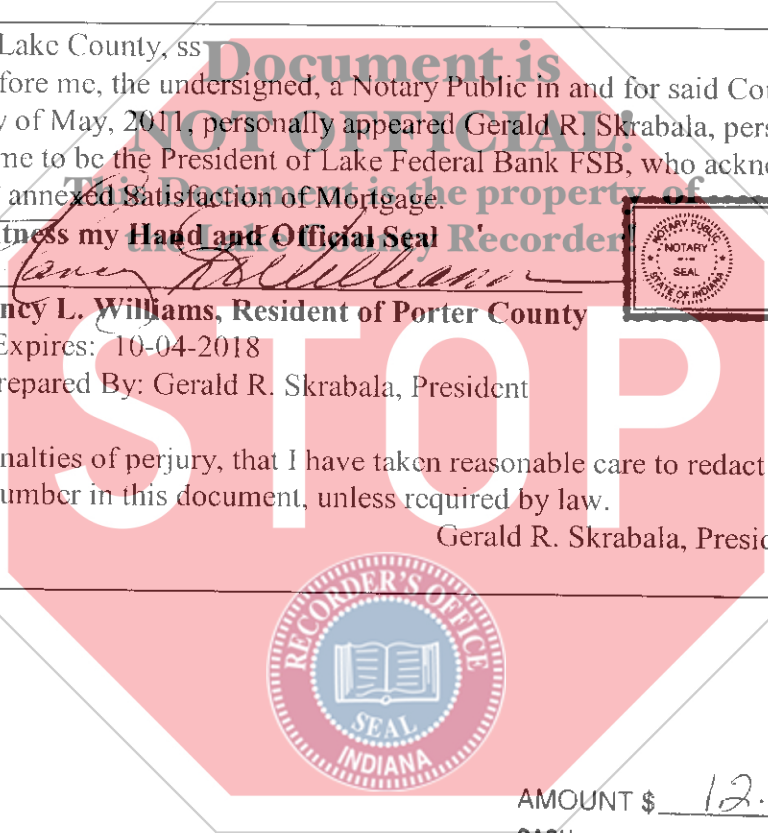 Lake County, ss
Document is
fore me, the undersigned, a Notary Public in and for said Cou
NOT OFFICIAL!
y of May, 2011, personally appeared Gerald R. Skrabala, pers
me to be the President of Lake Federal Bank FSB, who ackno
This Document is the property of
annexed Satisfaction of Mortgage.
the Lake County Recorder!
tness my Hand and Official Seal
NOTARY PUBLIC
NOTARY
SEAL
STATE OF INDIANA
ncy L. Williams, Resident of Porter County
Expires: 10-04-2018
repared By: Gerald R. Skrabala, President
STOP
nalties of perjury, that I have taken reasonable care to redact
umber in this document, unless required by law.
Gerald R. Skrabala, Presid
RECORDER'S OFFICE
SEAL
INDIANA
AMOUNT $ 12.